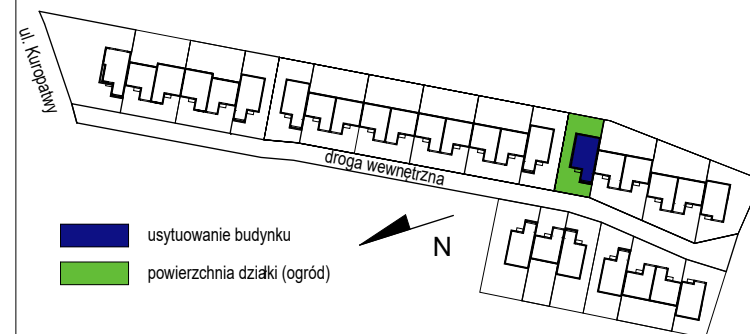 ul. Kuropatwy
droga wewnętrzna
usytuowanie budynku
N
powierzchnia działki (ogród)